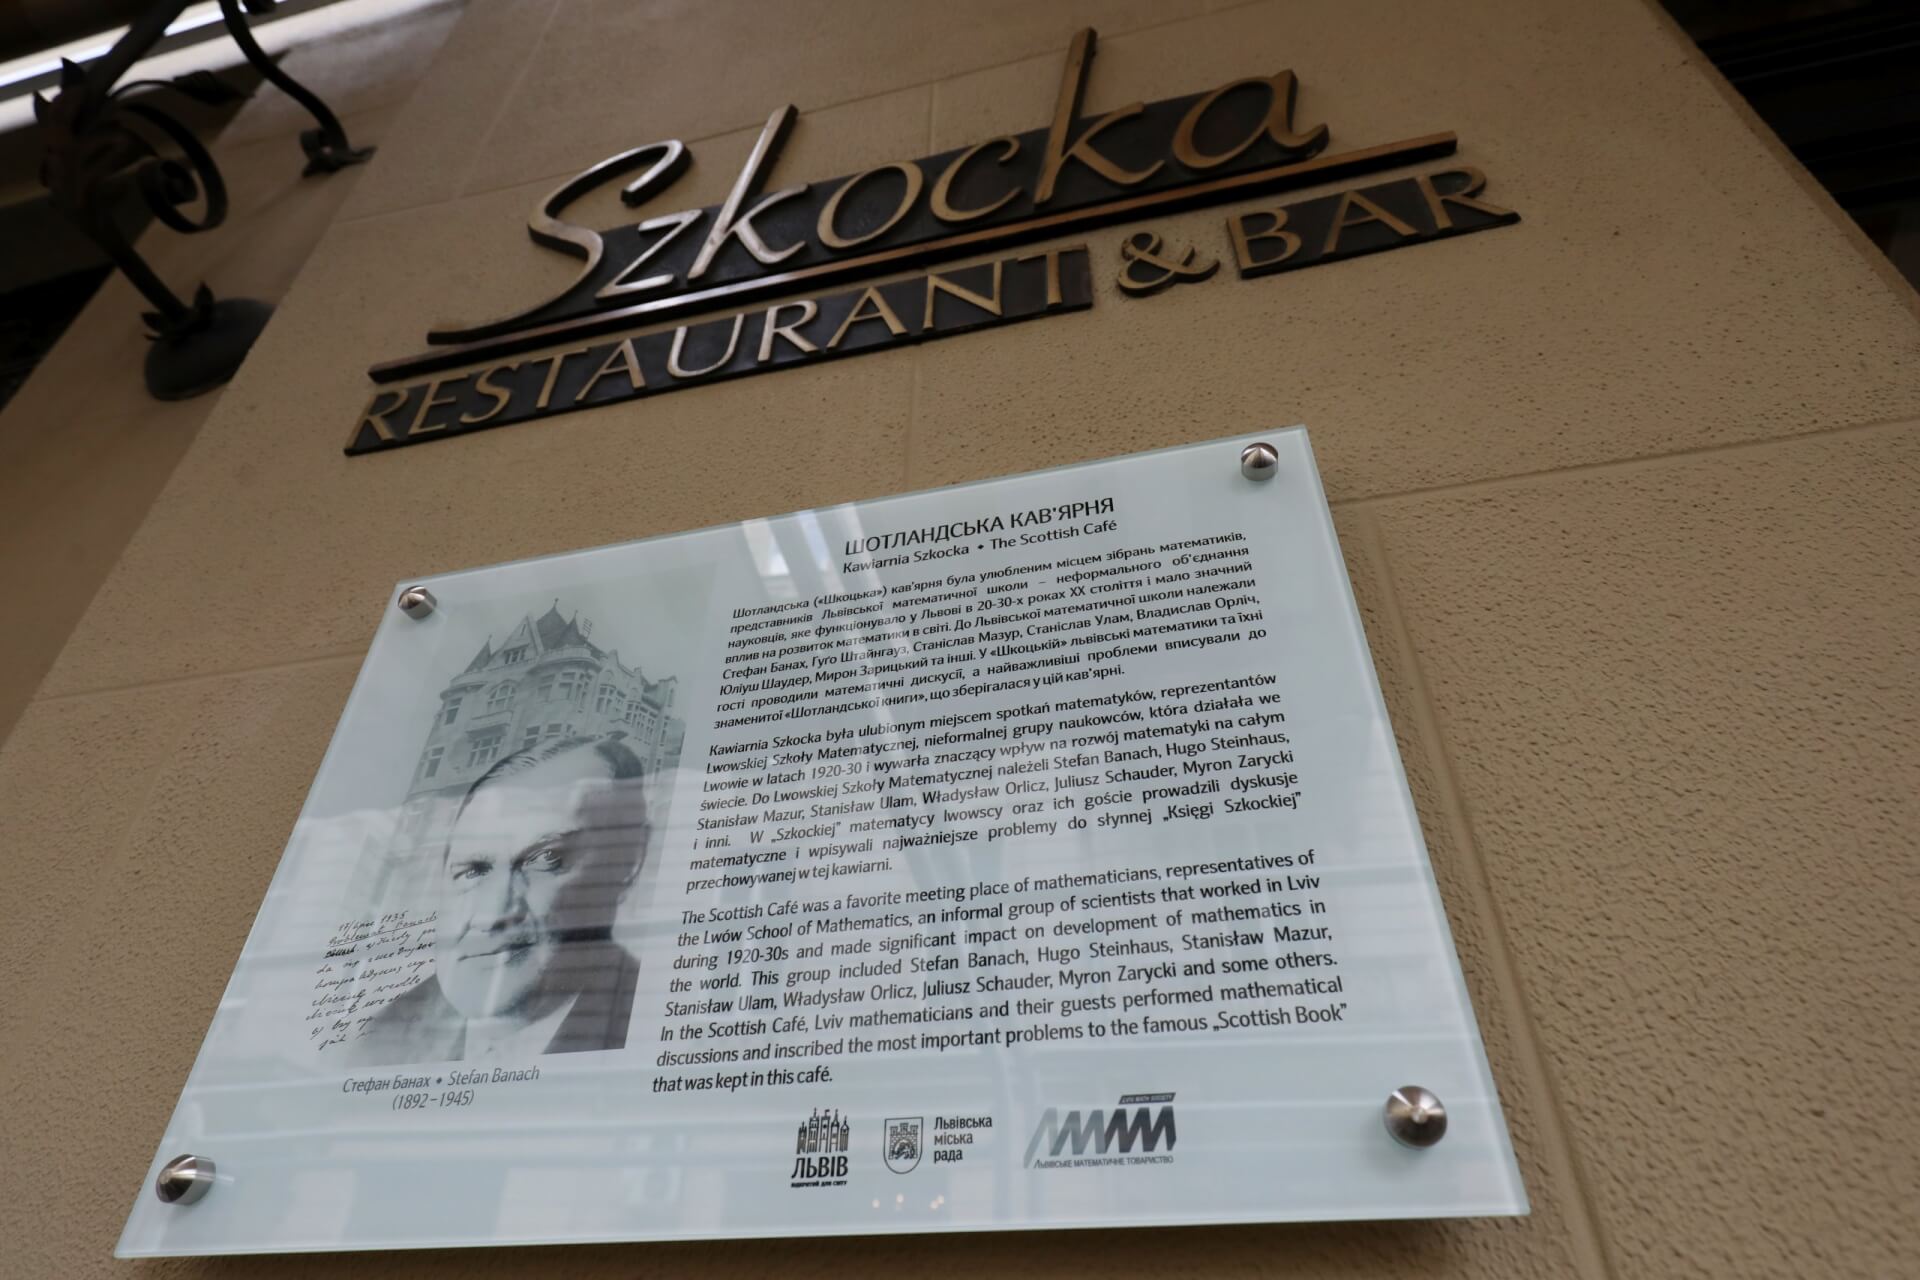 Szkocka
RESTAURANT & BAR
ШОТЛАНДСЬКА КАВ'ЯРНЯ
Kawiarnia Szkocka • The Scottish Café
Шотландська («Шкоцька») кав'ярня була улюбленим місцем зібрань математиків,
представників Львівської математичної школи – неформального об'єднання
науковців, яке функціонувало у Львові в 20-30-х роках XX століття і мало значний
вплив на розвиток математики в світі. До Львівської математичної школи належали
Стефан Банах, Гуґо Штайнгауз, Станіслав Мазур, Станіслав Улам, Владислав Орліч,
Юліуш Шаудер, Мирон Зарицький та інші. У «Шкоцькій» львівські математики та їхні
гості проводили математичні дискусії, а найважливіші проблеми вписували до
знаменитої «Шотландської книги», що зберігалася у цій кав'ярні.
Kawiarnia Szkocka była ulubionym miejscem spotkań matematyków, reprezentantów
Lwowskiej Szkoły Matematycznej, nieformalnej grupy naukowców, która działała we
Lwowie w latach 1920-30 i wywarła znaczący wpływ na rozwój matematyki na całym
świecie. Do Lwowskiej Szkoły Matematycznej należeli Stefan Banach, Hugo Steinhaus,
Stanisław Mazur, Stanisław Ulam, Władysław Orlicz, Juliusz Schauder, Myron Zarycki
i inni. W „Szkockiej" matematycy lwowscy oraz ich goście prowadzili dyskusje
matematyczne i wpisywali najważniejsze problemy do słynnej „Księgi Szkockiej"
przechowywanej w tej kawiarni.
The Scottish Café was a favorite meeting place of mathematicians, representatives of
the Lwów School of Mathematics, an informal group of scientists that worked in Lviv
during 1920-30s and made significant impact on development of mathematics in
the world. This group included Stefan Banach, Hugo Steinhaus, Stanisław Mazur,
Stanisław Ulam, Władysław Orlicz, Juliusz Schauder, Myron Zarycki and some others.
In the Scottish Café, Lviv mathematicians and their guests performed mathematical
discussions and inscribed the most important problems to the famous „Scottish Book"
that was kept in this café.
Стефан Банах • Stefan Banach
(1892–1945)
ЛЬВІВ
ВІДКРИТИЙ ДЛЯ СВІТУ
Львівська
міська
рада
LVIV MATH SOCIETY
ЛЬВІВСЬКЕ МАТЕМАТИЧНЕ ТОВАРИСТВО